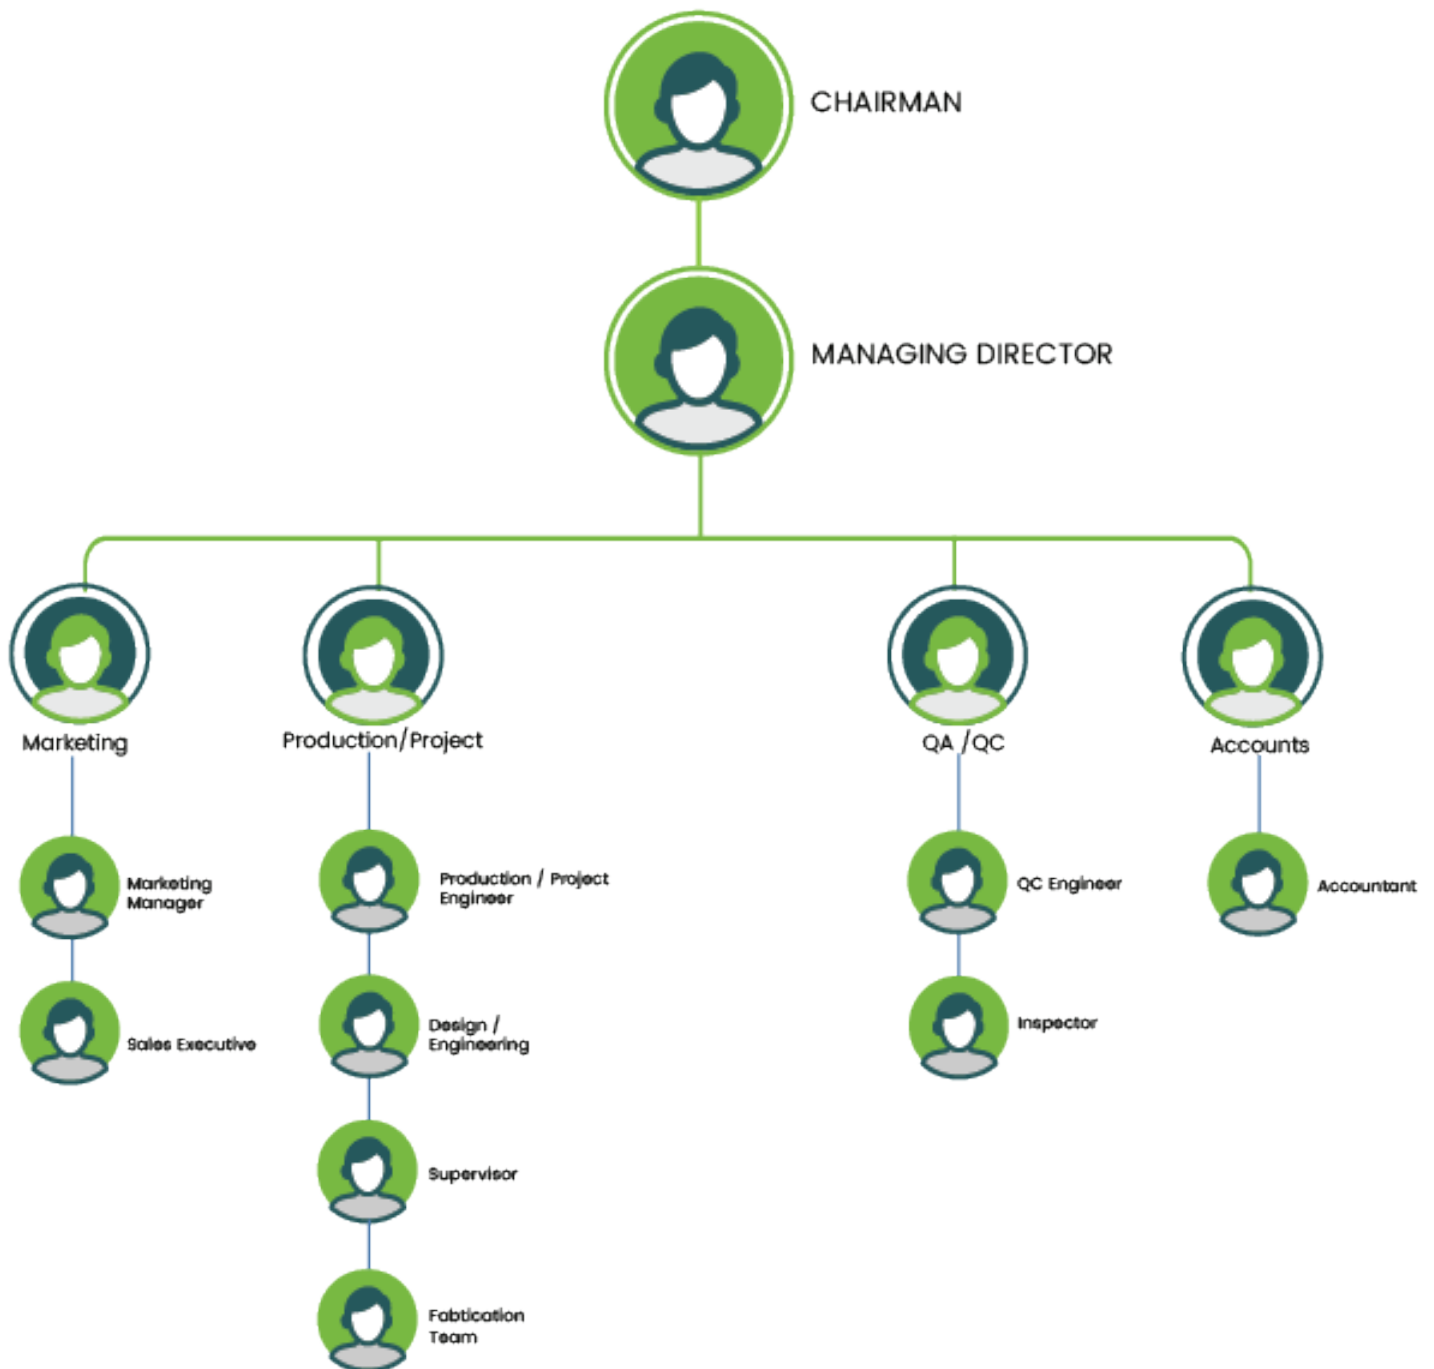 CHAIRMAN
MANAGING DIRECTOR
Marketing
Production/Project
QA /QC
Accounts
Marketing
Manager
Production / Project
Engineer
QC Engineer
Accountant
Sales Executive
Design /
Engineering
Inspector
Supervisor
Fabtication
Team